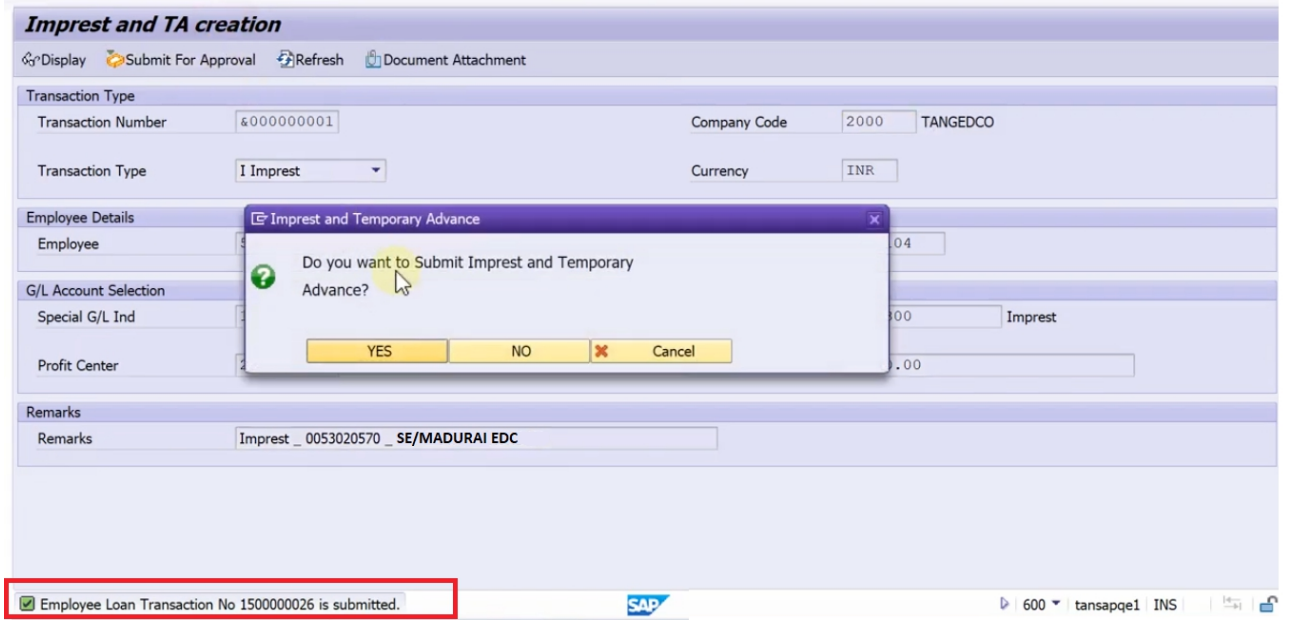 Imprest and TA creation
Display Submit For Approval Refresh Document Attachment
Transaction Type
Transaction Number &000000001 Company Code 2000 TANGEDCO
Transaction Type I Imprest Currency INR
Employee Details
Imprest and Temporary Advance
Employee 04
Do you want to Submit Imprest and Temporary
Advance?
G/L Account Selection
Special G/L Ind 00 Imprest
YES NO Cancel
Profit Center .00
Remarks
Remarks Imprest _ 0053020570 _ SE/MADURAI EDC
Employee Loan Transaction No 1500000026 is submitted. SAP 600 tansapqe1 INS